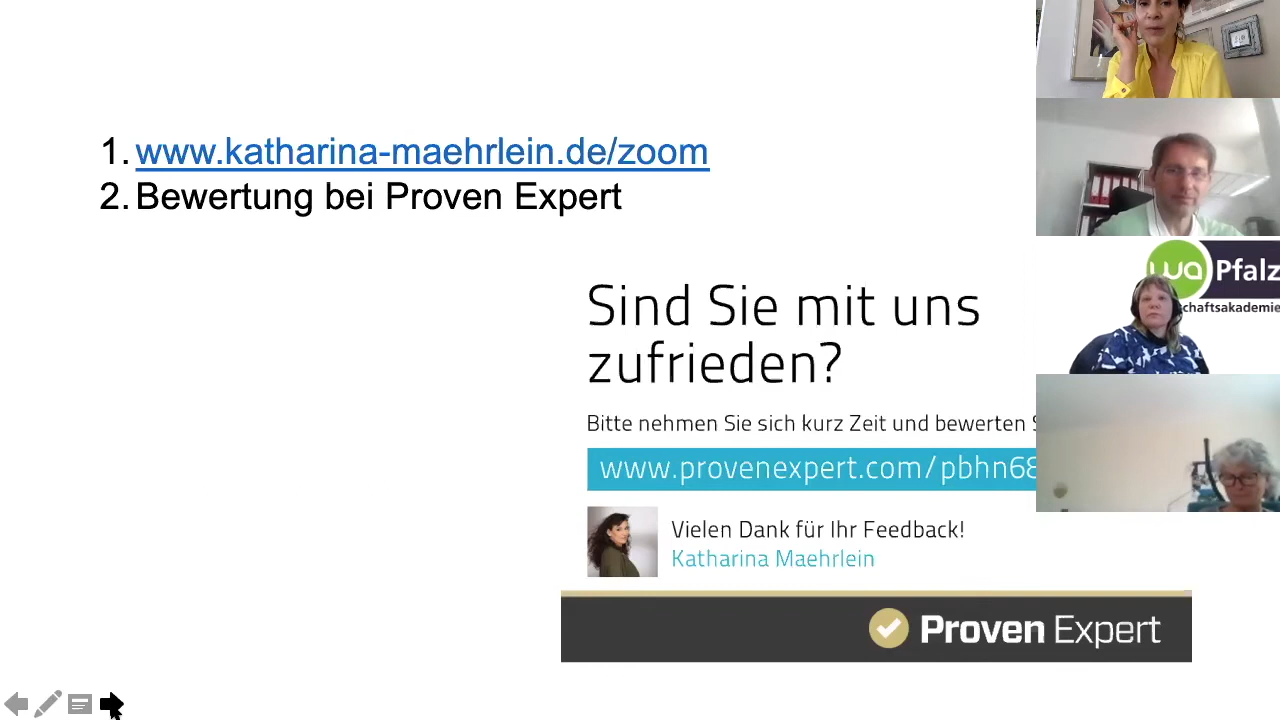 1. www.katharina-maehrlein.de/zoom
2. Bewertung bei Proven Expert
wa Pfalz
chaftsakademie
Sind Sie mit uns
zufrieden?
Bitte nehmen Sie sich kurz Zeit und bewerten
www.provenexpert.com/pbhn68
Vielen Dank für Ihr Feedback!
Katharina Maehrlein
Proven Expert